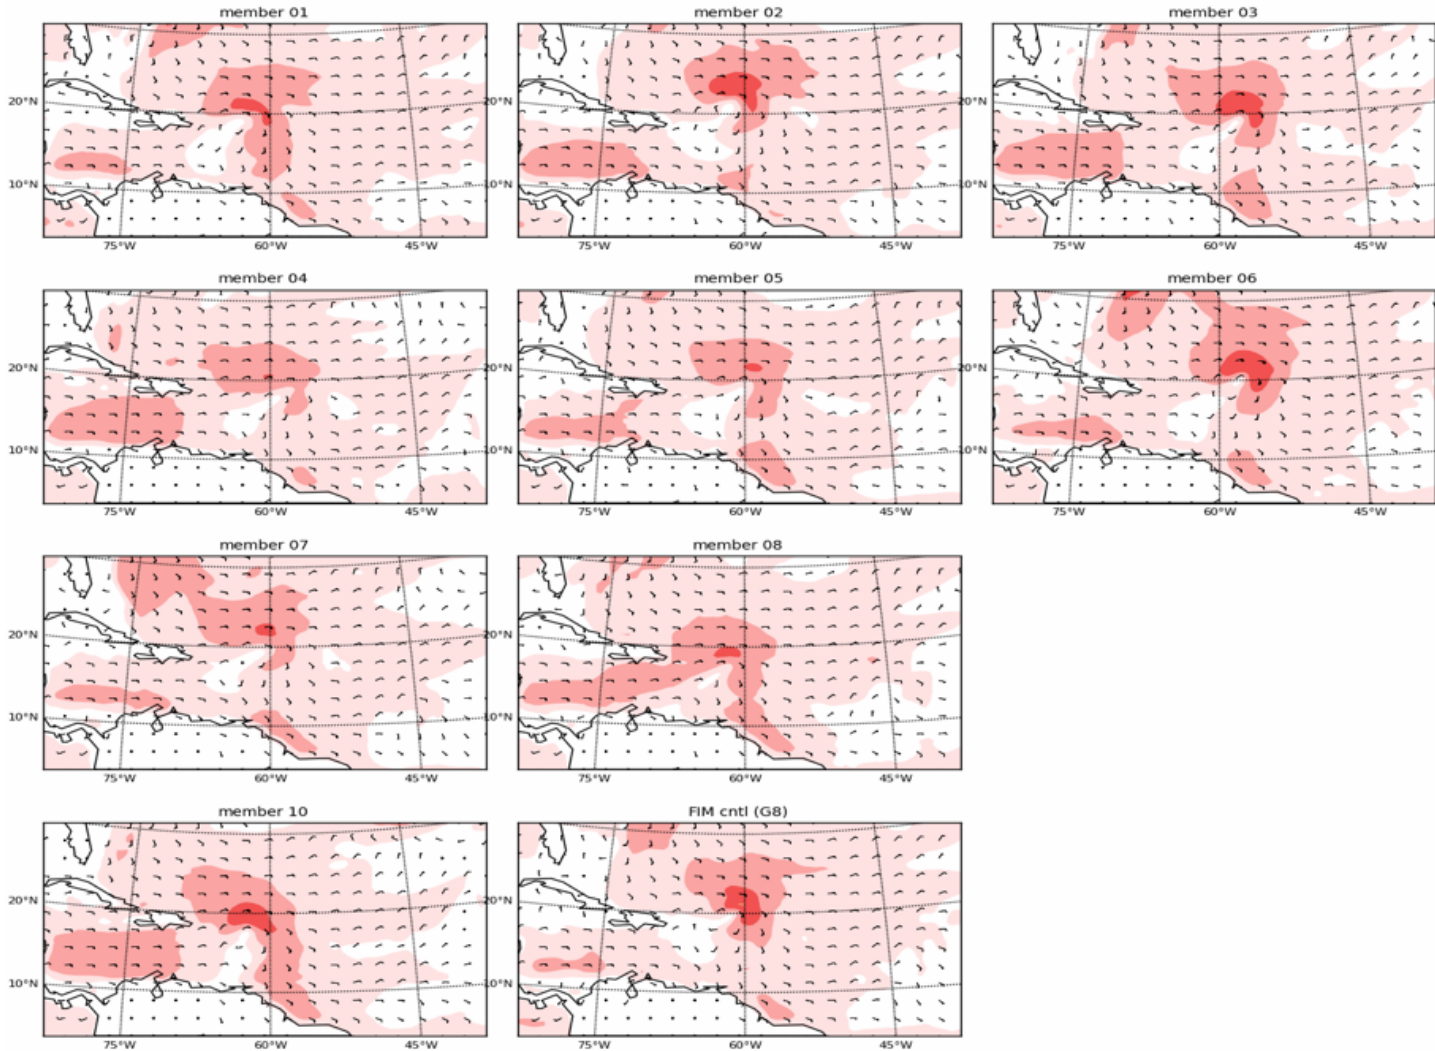 member 01 member 02 member 03
20°N 20°N 20°N
10°N 10°N 10°N
75°W 60°W 45°W 75°W 60°W 45°W 75°W 60°W 45°W
member 04 member 05 member 06
20°N 20°N 20°N
10°N 10°N 10°N
75°W 60°W 45°W 75°W 60°W 45°W 75°W 60°W 45°W
member 07 member 08
20°N 20°N
10°N 10°N
75°W 60°W 45°W 75°W 60°W 45°W
member 10 FIM cntl (G8)
20°N 20°N
10°N 10°N
75°W 60°W 45°W 75°W 60°W 45°W